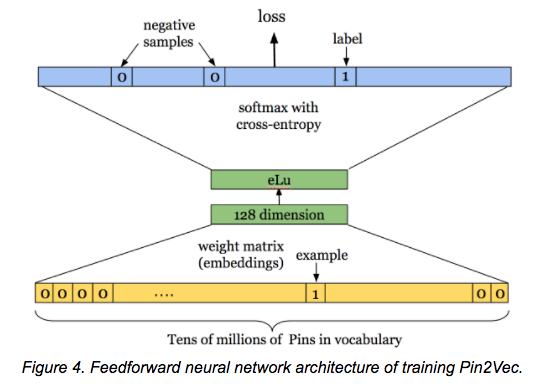 loss
negative
samples
label
0 0 1
softmax with
cross-entropy
eLu
128 dimension
weight matrix
(embeddings)
example
0 0 0 0 .... 1 0 0
Tens of millions of Pins in vocabulary
Figure 4. Feedforward neural network architecture of training Pin2Vec.